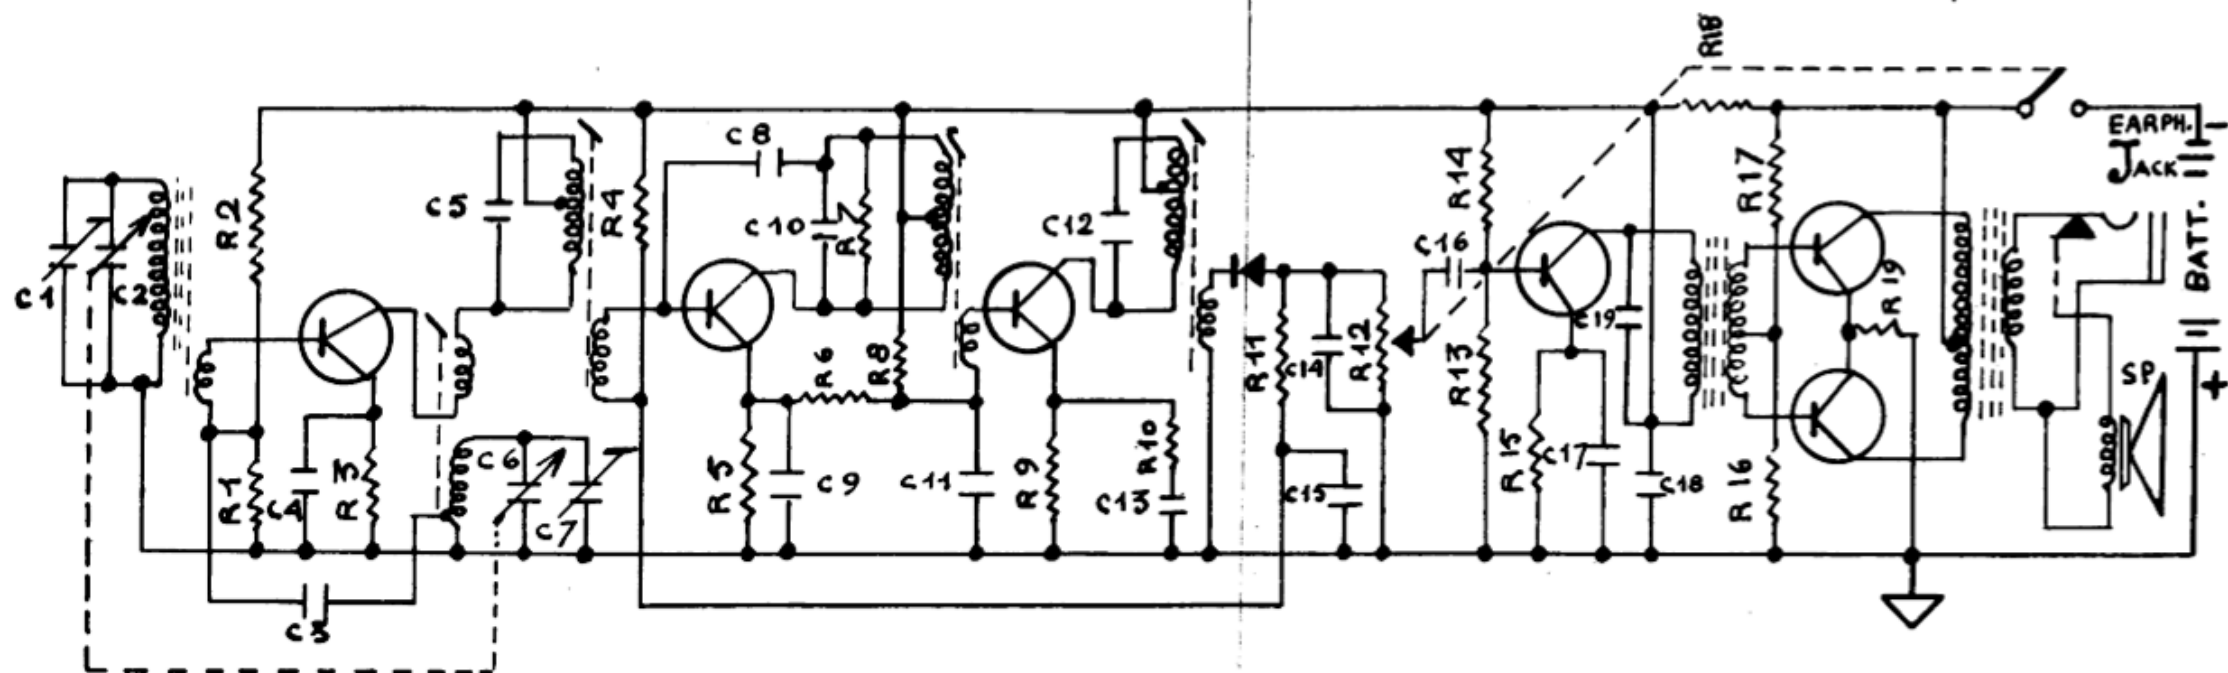 R18
C8
EARPH.
JACK
-
R2
C5
R4
C10
R7
C12
R14
C16
R17
C1
C2
C19
R19
BATT.
R6
R8
R11
C14
R12
R13
SP
+
R1
C4
R3
C6
C7
R5
C9
C11
R9
R10
C13
C15
R15
C17
C18
R16
C3